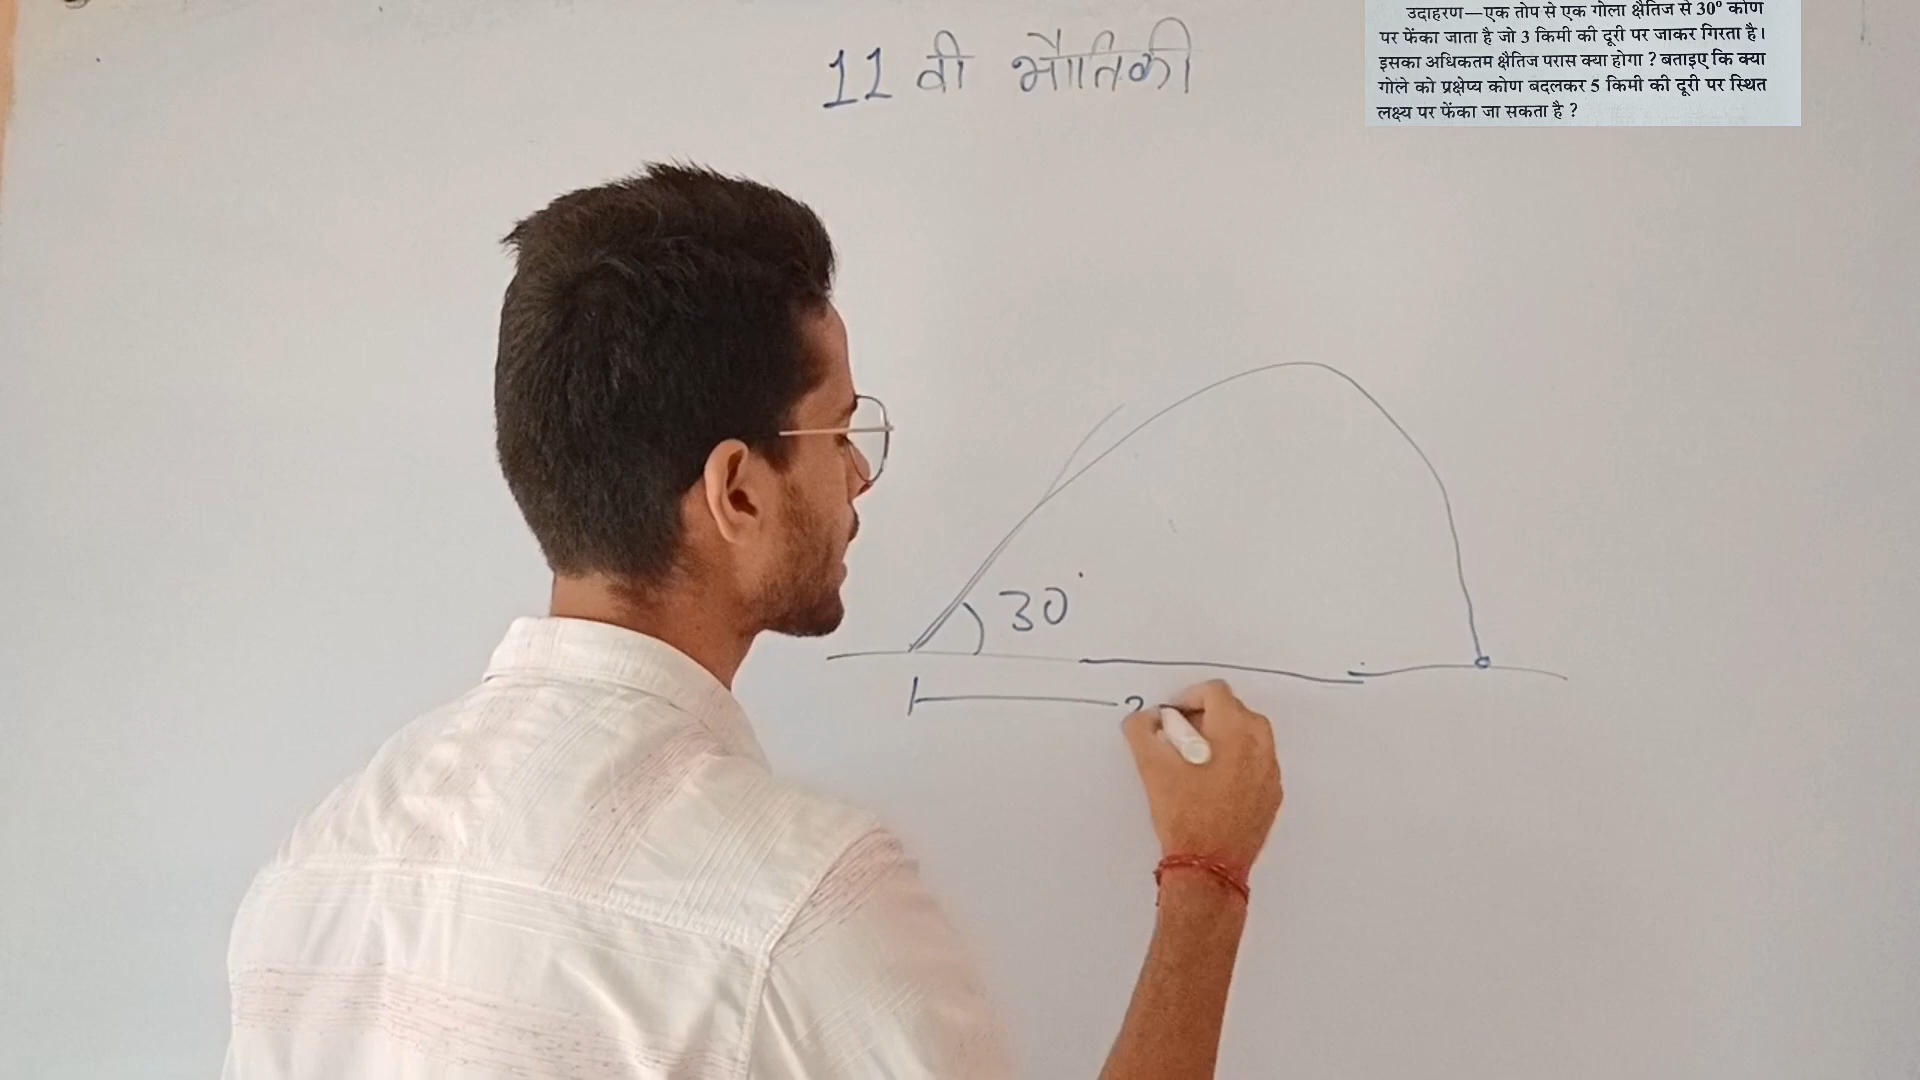 11 वी भौतिकी
उदाहरण—एक तोप से एक गोला क्षैतिज से 30° कोण
पर फेंका जाता है जो 3 किमी की दूरी पर जाकर गिरता है।
इसका अधिकतम क्षैतिज परास क्या होगा ? बताइए कि क्या
गोले को प्रक्षेप्य कोण बदलकर 5 किमी की दूरी पर स्थित
लक्ष्य पर फेंका जा सकता है ?
30°